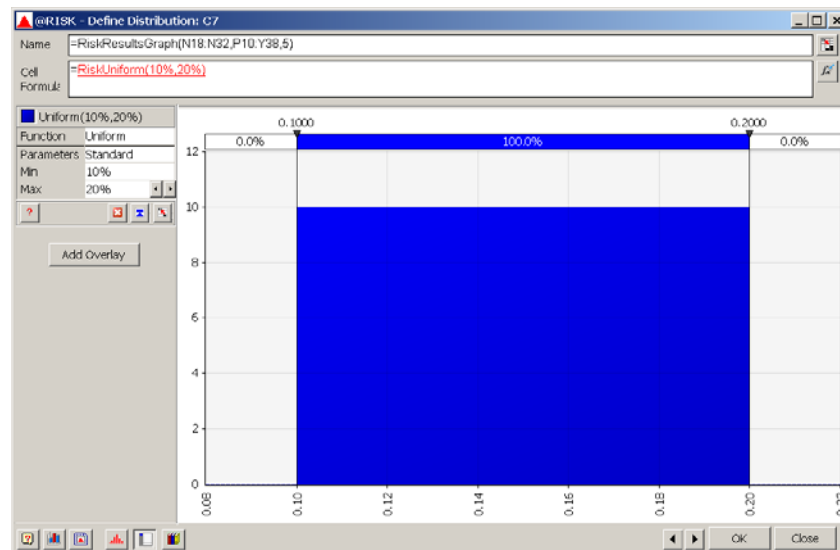 @RISK - Define Distribution: C7
Name =RiskResultsGraph(N18:N32,P10:Y38,5)
Cell Formula =RiskUniform(10%,20%)
Uniform(10%,20%)
Function Uniform
Parameters Standard
Min 10%
Max 20%
Add Overlay
0.1000 0.2000
0.0% 100.0% 0.0%
12
10
8
6
4
2
0
0.08 0.10 0.12 0.14 0.16 0.18 0.20
OK Close